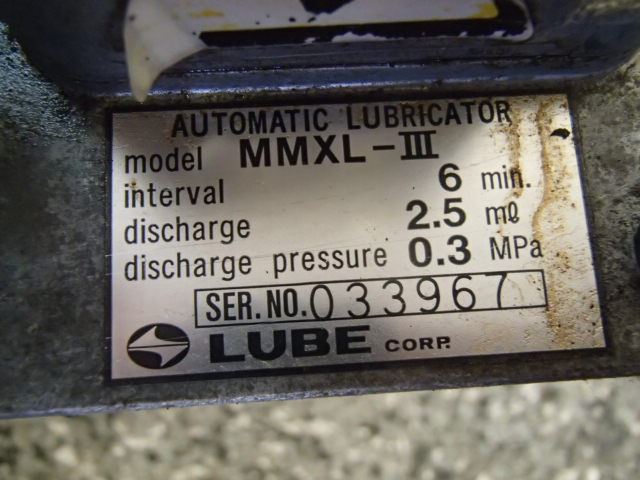 AUTOMATIC LUBRICATOR
model MMXL-III
interval 6 min.
discharge 2.5 mℓ
discharge pressure 0.3 MPa
SER. NO. 033967
LUBE CORP.